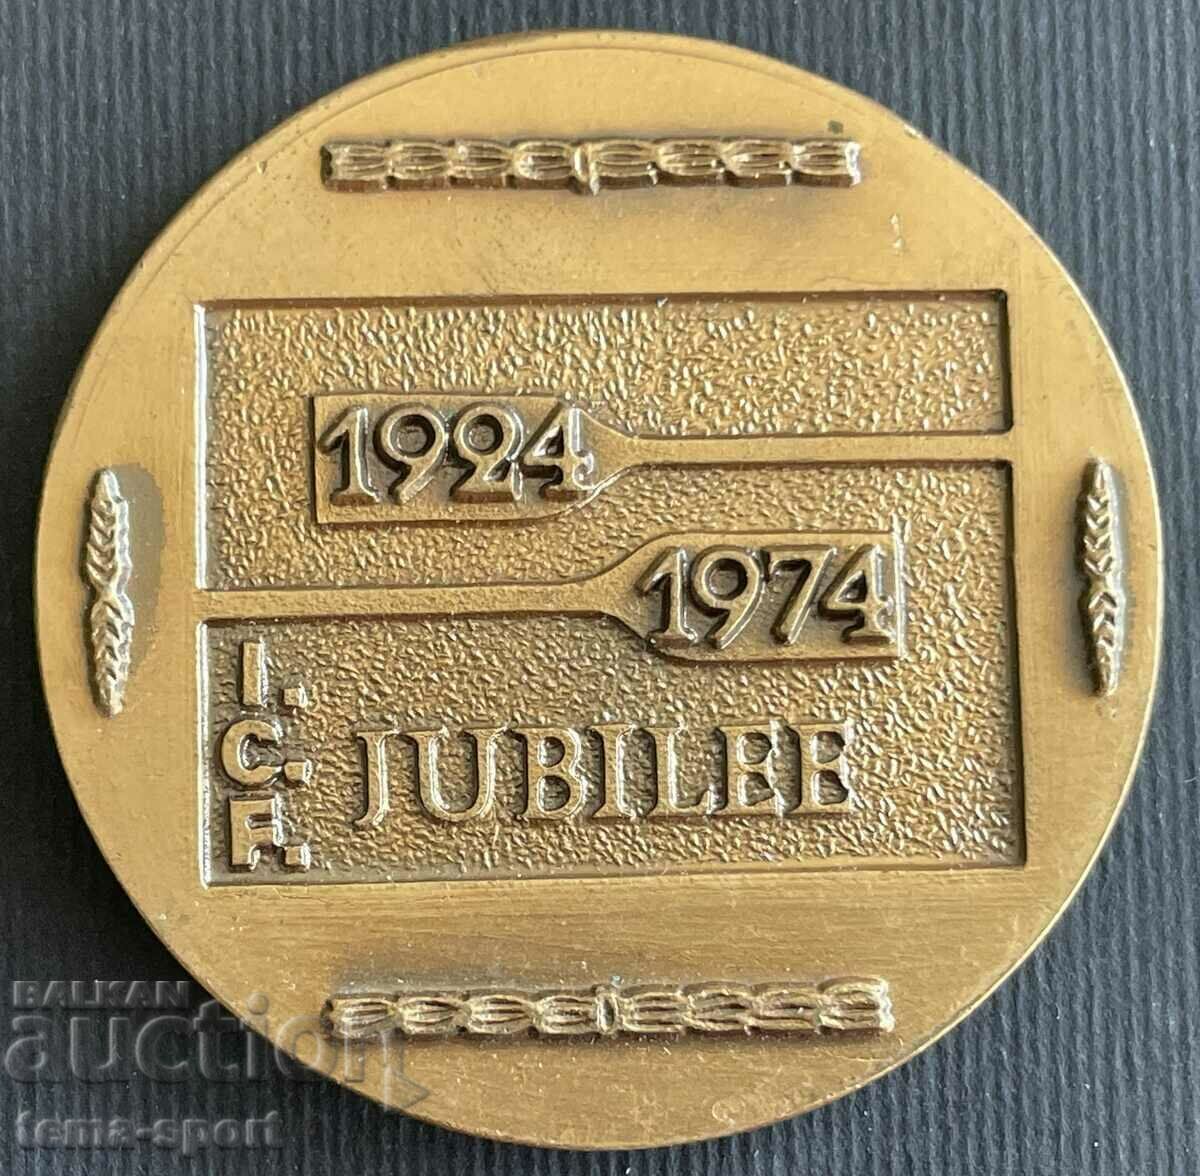 1924
1974
I.C.F.
JUBILEE
BALKAN
auction
tema-sport